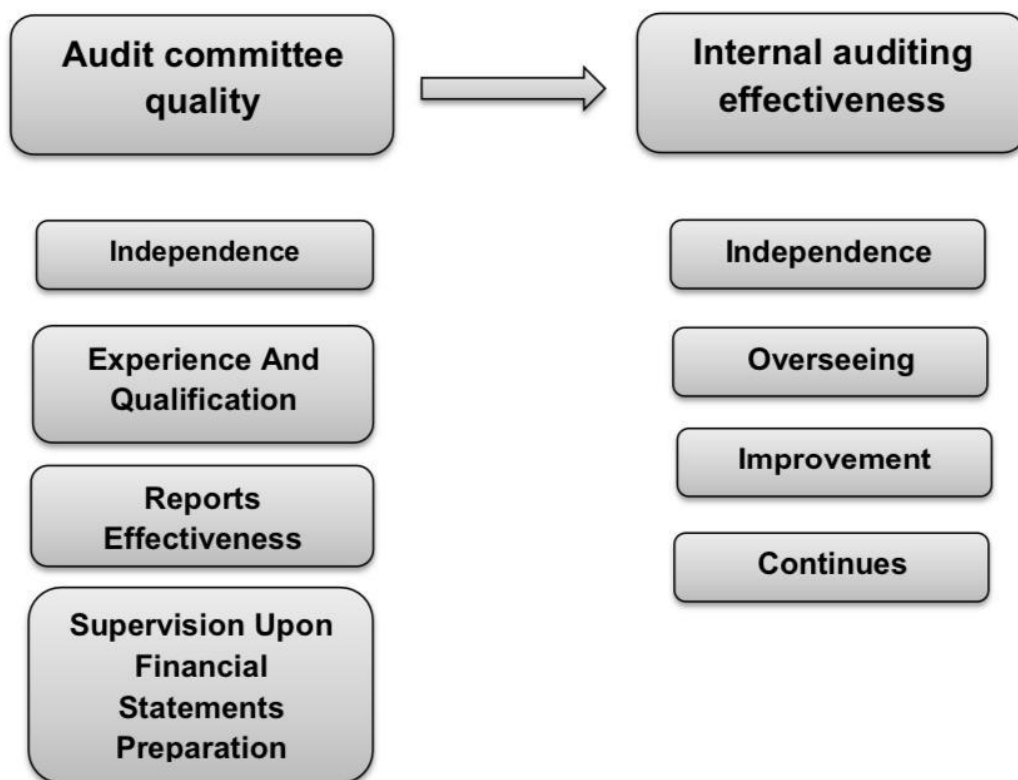 Audit committee
quality
Internal auditing
effectiveness
Independence
Experience And
Qualification
Reports
Effectiveness
Supervision Upon
Financial
Statements
Preparation
Independence
Overseeing
Improvement
Continues